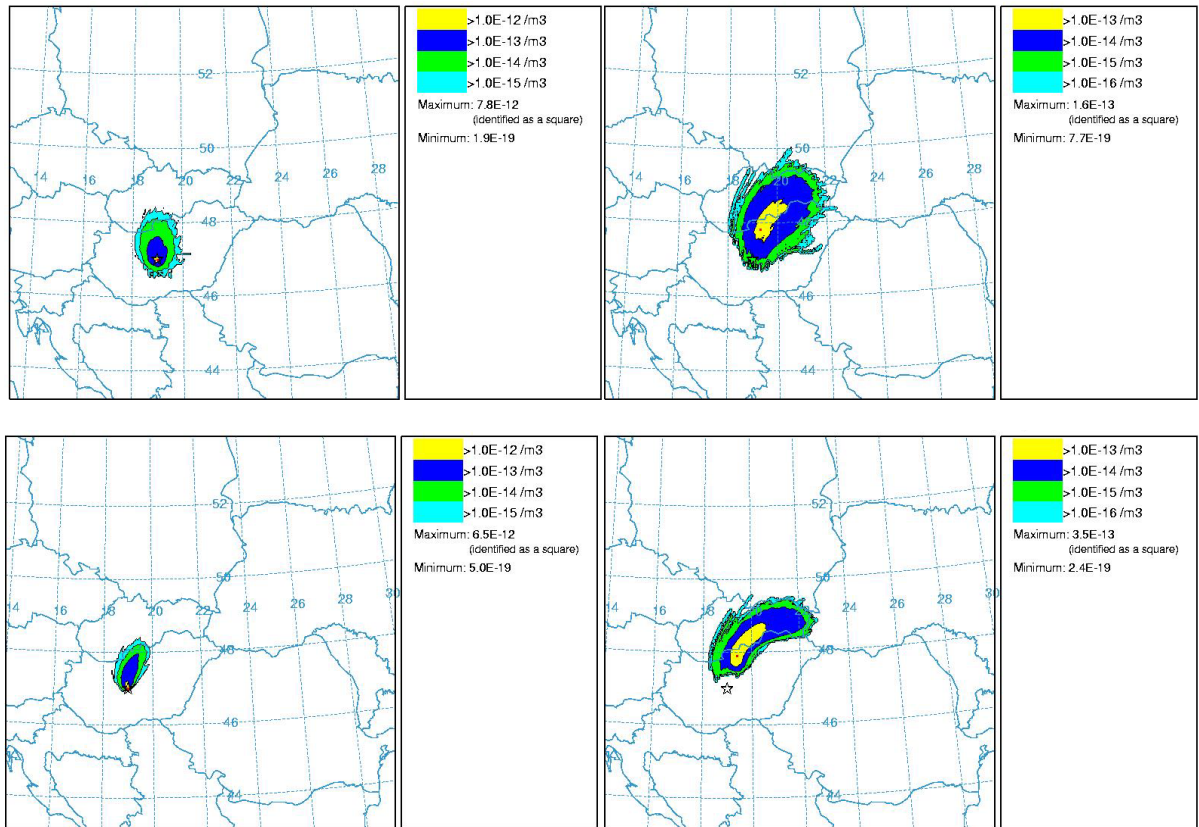 >1.0E-12 /m3
>1.0E-13 /m3
>1.0E-14 /m3
>1.0E-15 /m3
Maximum: 7.8E-12
(identified as a square)
Minimum: 1.9E-19
52
50
14 16 18 20 22 24 26 28
48
46
44
>1.0E-13 /m3
>1.0E-14 /m3
>1.0E-15 /m3
>1.0E-16 /m3
Maximum: 1.6E-13
(identified as a square)
Minimum: 7.7E-19
52
50
14 16 18 20 22 24 26 28
48
46
44
>1.0E-12 /m3
>1.0E-13 /m3
>1.0E-14 /m3
>1.0E-15 /m3
Maximum: 6.5E-12
(identified as a square)
Minimum: 5.0E-19
52
50
14 16 18 20 22 24 26 28 30
48
46
44
>1.0E-13 /m3
>1.0E-14 /m3
>1.0E-15 /m3
>1.0E-16 /m3
Maximum: 3.5E-13
(identified as a square)
Minimum: 2.4E-19
52
50
14 16 18 20 22 24 26 28 30
48
46
44